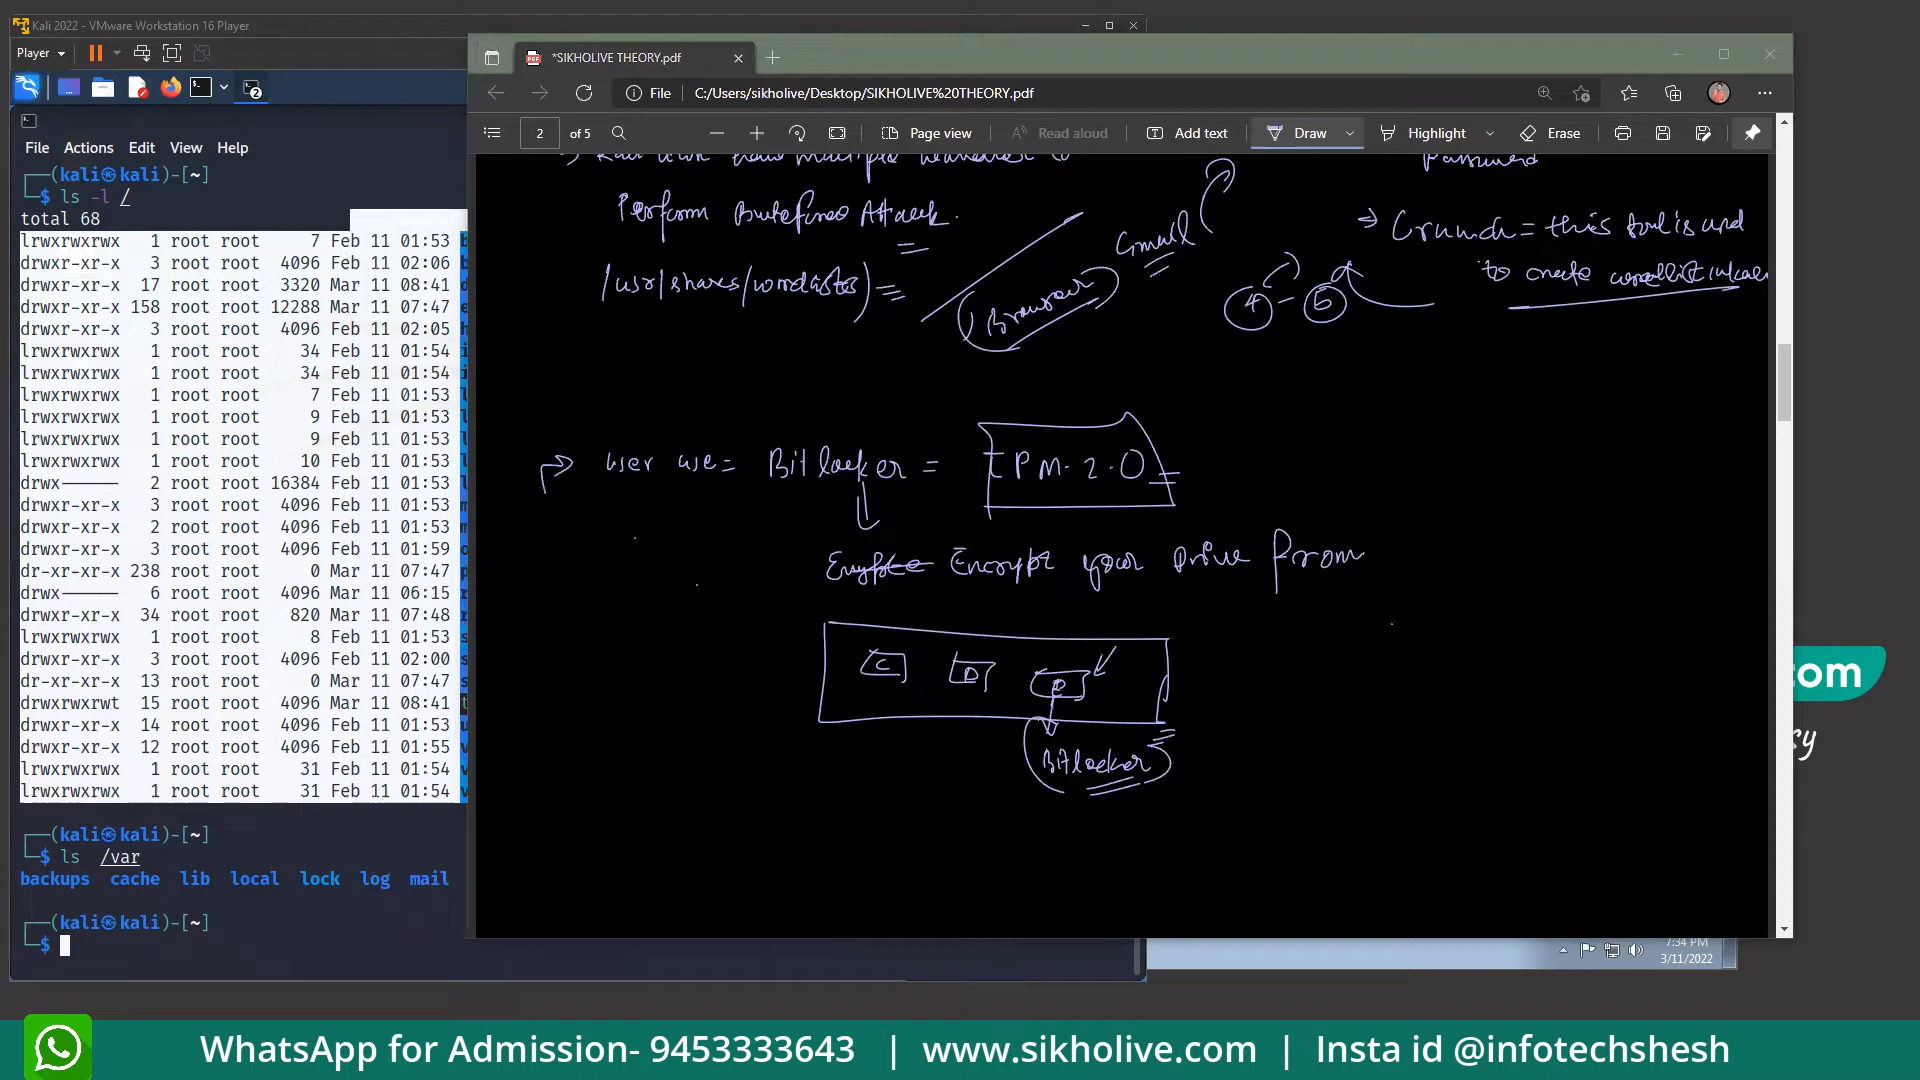 Kali 2022 - VMware Workstation 16 Player
Player
2
File Actions Edit View Help
┌──(kali㉿kali)-[~]
└─$ ls -l /
total 68
lrwxrwxrwx 1 root root 7 Feb 11 01:53 b
drwxr-xr-x 3 root root 4096 Feb 11 02:06 b
drwxr-xr-x 17 root root 3320 Mar 11 08:41 d
drwxr-xr-x 158 root root 12288 Mar 11 07:47 e
drwxr-xr-x 3 root root 4096 Feb 11 02:05 h
lrwxrwxrwx 1 root root 34 Feb 11 01:54 i
lrwxrwxrwx 1 root root 34 Feb 11 01:54 i
lrwxrwxrwx 1 root root 7 Feb 11 01:53 l
lrwxrwxrwx 1 root root 9 Feb 11 01:53 l
lrwxrwxrwx 1 root root 9 Feb 11 01:53 l
lrwxrwxrwx 1 root root 10 Feb 11 01:53 l
drwx------ 2 root root 16384 Feb 11 01:53 l
drwxr-xr-x 3 root root 4096 Feb 11 01:53 m
drwxr-xr-x 2 root root 4096 Feb 11 01:53 m
drwxr-xr-x 3 root root 4096 Feb 11 01:59 o
dr-xr-xr-x 238 root root 0 Mar 11 07:47 p
drwx------ 6 root root 4096 Mar 11 06:15 r
drwxr-xr-x 34 root root 820 Mar 11 07:48 r
lrwxrwxrwx 1 root root 8 Feb 11 01:53 s
drwxr-xr-x 3 root root 4096 Feb 11 02:00 s
dr-xr-xr-x 13 root root 0 Mar 11 07:47 s
drwxrwxrwt 15 root root 4096 Mar 11 08:41 t
drwxr-xr-x 14 root root 4096 Feb 11 01:53 u
drwxr-xr-x 12 root root 4096 Feb 11 01:55 v
lrwxrwxrwx 1 root root 31 Feb 11 01:54 v
lrwxrwxrwx 1 root root 31 Feb 11 01:54 v
┌──(kali㉿kali)-[~]
└─$ ls /var
backups cache lib local lock log mail
┌──(kali㉿kali)-[~]
└─$
*SIKHOLIVE THEORY.pdf
File C:/Users/sikholive/Desktop/SIKHOLIVE%20THEORY.pdf
2 of 5 Page view Read aloud Add text Draw Highlight Erase
Perform Attack.
/usr/shares/wordlistes)
Browser
Gmail
Password
⇒ Crunch = this tool is used
to create wordlist
4 - 5
user use = Bitlocker = TPM-2-0
Encrypt your Drive from
C D E
Bitlocker
om
7:34 PM
3/11/2022
WhatsApp for Admission- 9453333643 | www.sikholive.com | Insta id @infotechshesh